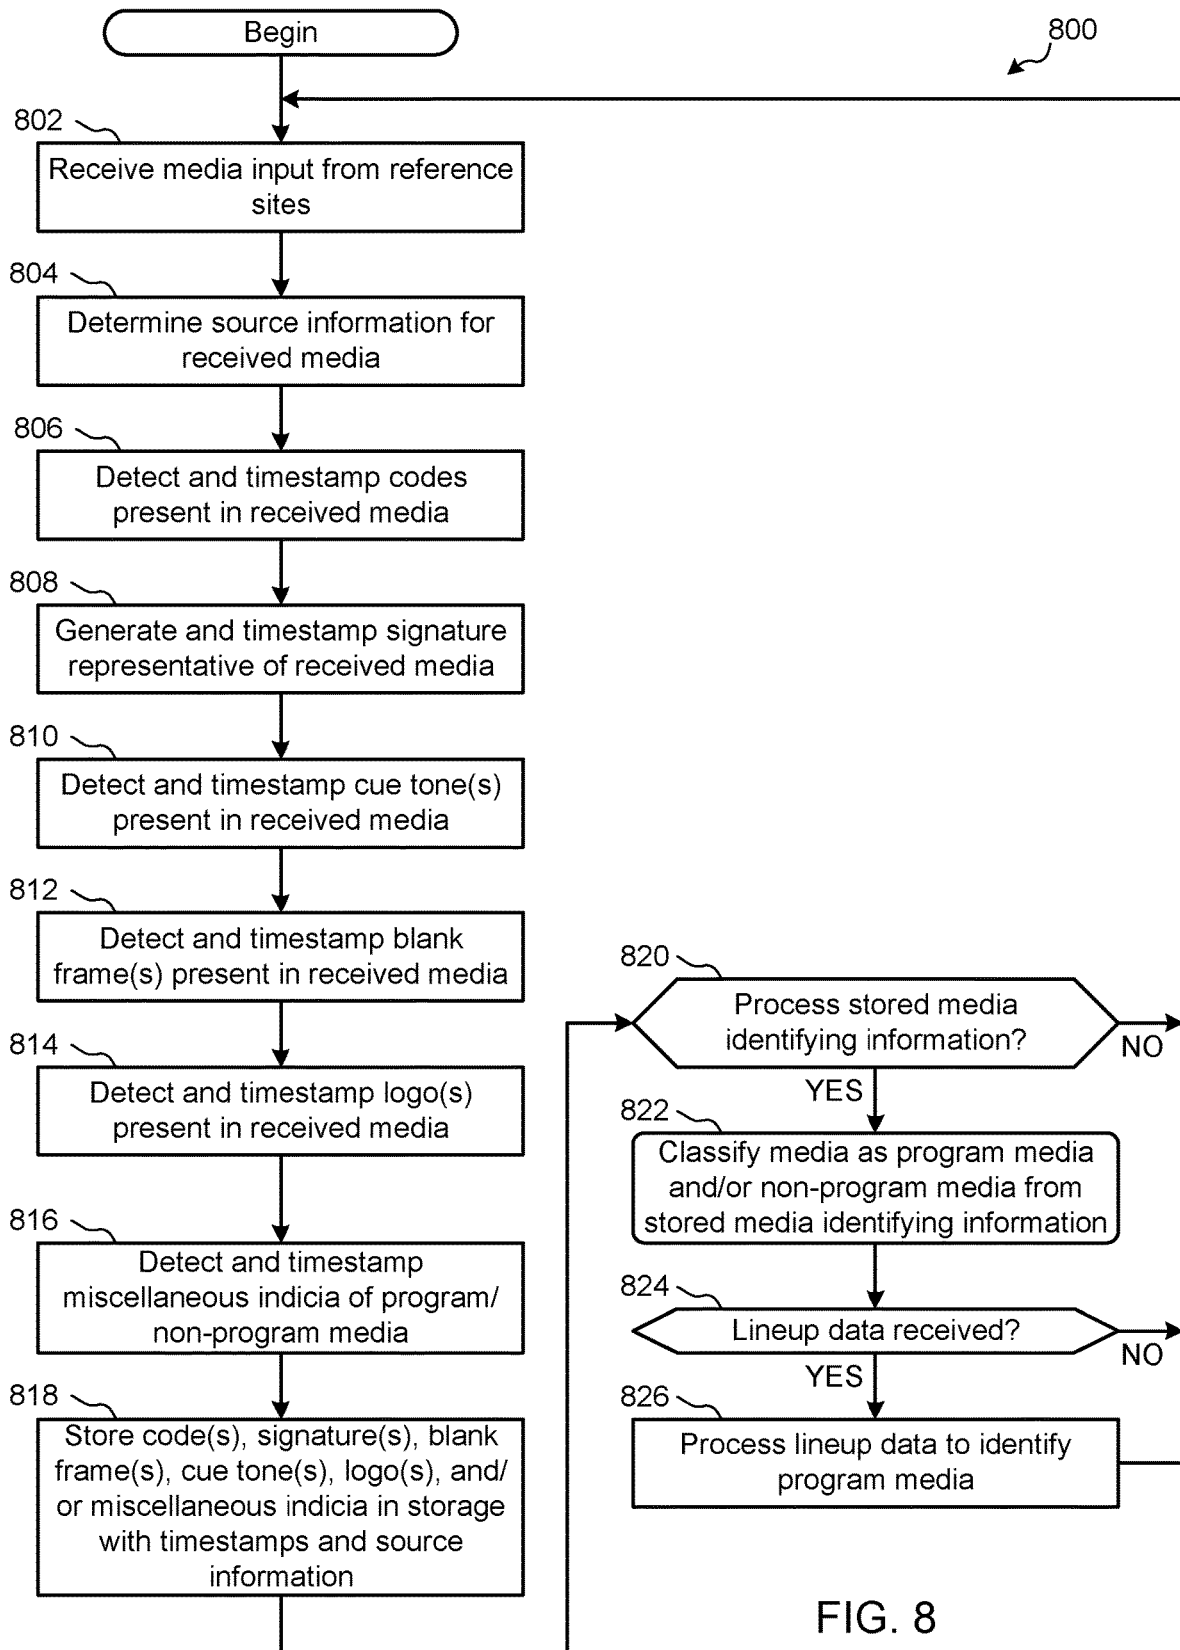 Begin
800
802
Receive media input from reference
sites
804
Determine source information for
received media
806
Detect and timestamp codes
present in received media
808
Generate and timestamp signature
representative of received media
810
Detect and timestamp cue tone(s)
present in received media
812
Detect and timestamp blank
frame(s) present in received media
814
Detect and timestamp logo(s)
present in received media
816
Detect and timestamp
miscellaneous indicia of program/
non-program media
818
Store code(s), signature(s), blank
frame(s), cue tone(s), logo(s), and/
or miscellaneous indicia in storage
with timestamps and source
information
820
Process stored media
identifying information?
NO
YES
822
Classify media as program media
and/or non-program media from
stored media identifying information
824
Lineup data received?
NO
YES
826
Process lineup data to identify
program media
FIG. 8